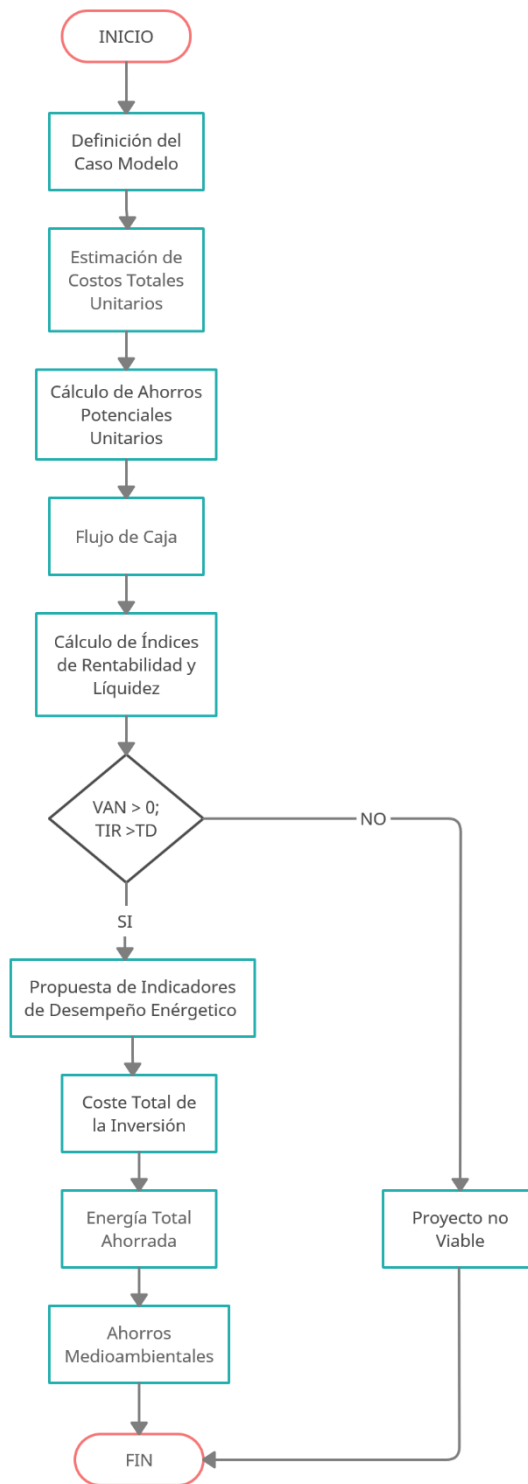 INICIO
Definición del
Caso Modelo
Estimación de
Costos Totales
Unitarios
Cálculo de Ahorros
Potenciales
Unitarios
Flujo de Caja
Cálculo de Índices
de Rentabilidad y
Líquidez
VAN > 0;
TIR >TD
NO
SI
Propuesta de Indicadores
de Desempeño Enérgetico
Coste Total de
la Inversión
Energía Total
Ahorrada
Proyecto no
Viable
Ahorros
Medioambientales
FIN